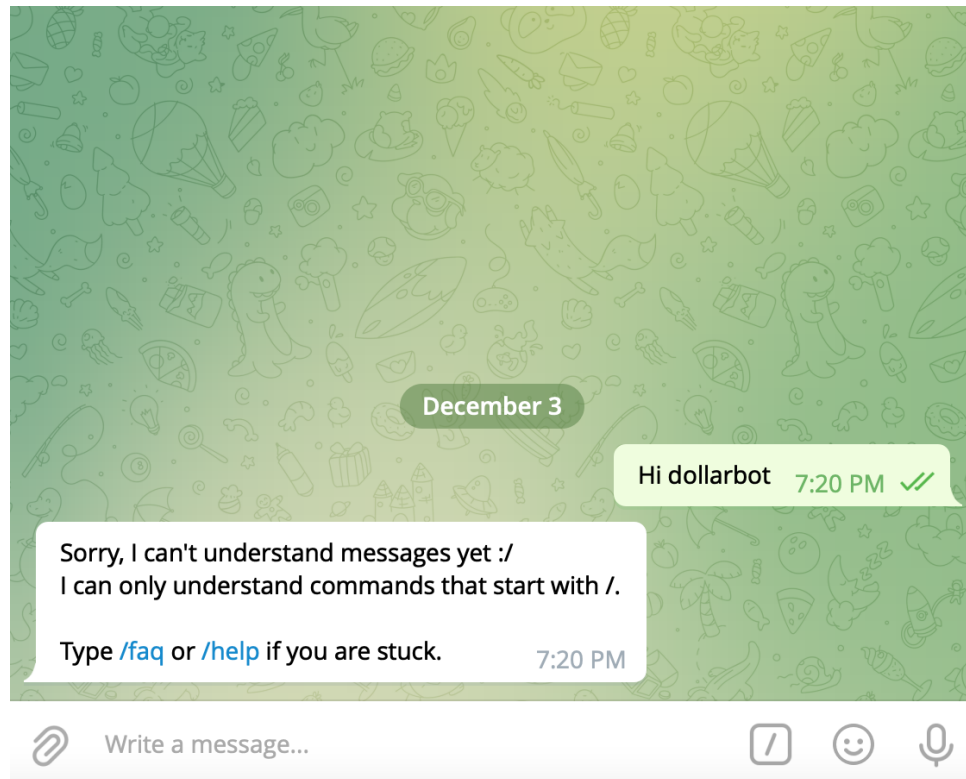 December 3
Hi dollarbot 7:20 PM
Sorry, I can't understand messages yet :/
I can only understand commands that start with /.
Type /faq or /help if you are stuck. 7:20 PM
Write a message...
/